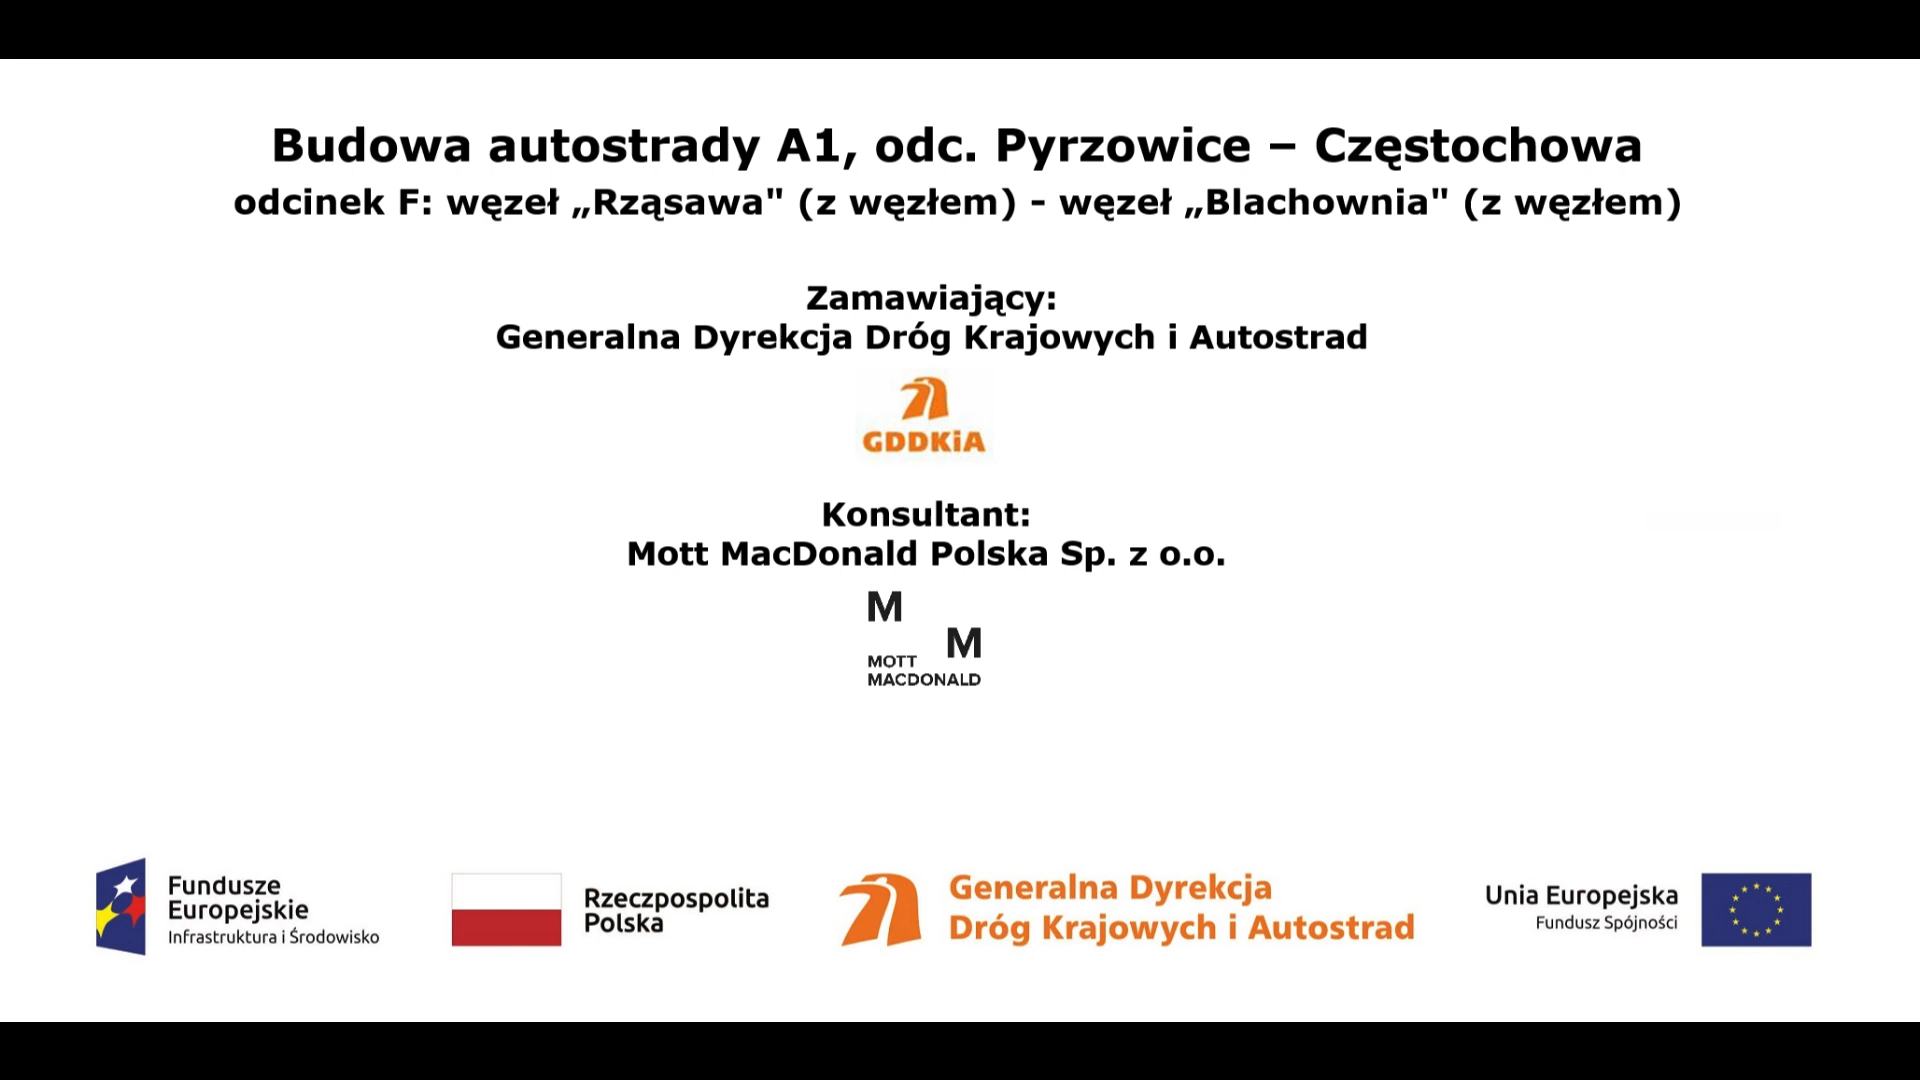 Budowa autostrady A1, odc. Pyrzowice – Częstochowa
odcinek F: węzeł „Rząsawa" (z węzłem) - węzeł „Blachownia" (z węzłem)
Zamawiający:
Generalna Dyrekcja Dróg Krajowych i Autostrad
GDDKiA
Konsultant:
Mott MacDonald Polska Sp. z o.o.
M
M
MOTT
MACDONALD
Fundusze
Europejskie
Infrastruktura i Środowisko
Rzeczpospolita
Polska
Generalna Dyrekcja
Dróg Krajowych i Autostrad
Unia Europejska
Fundusz Spójności